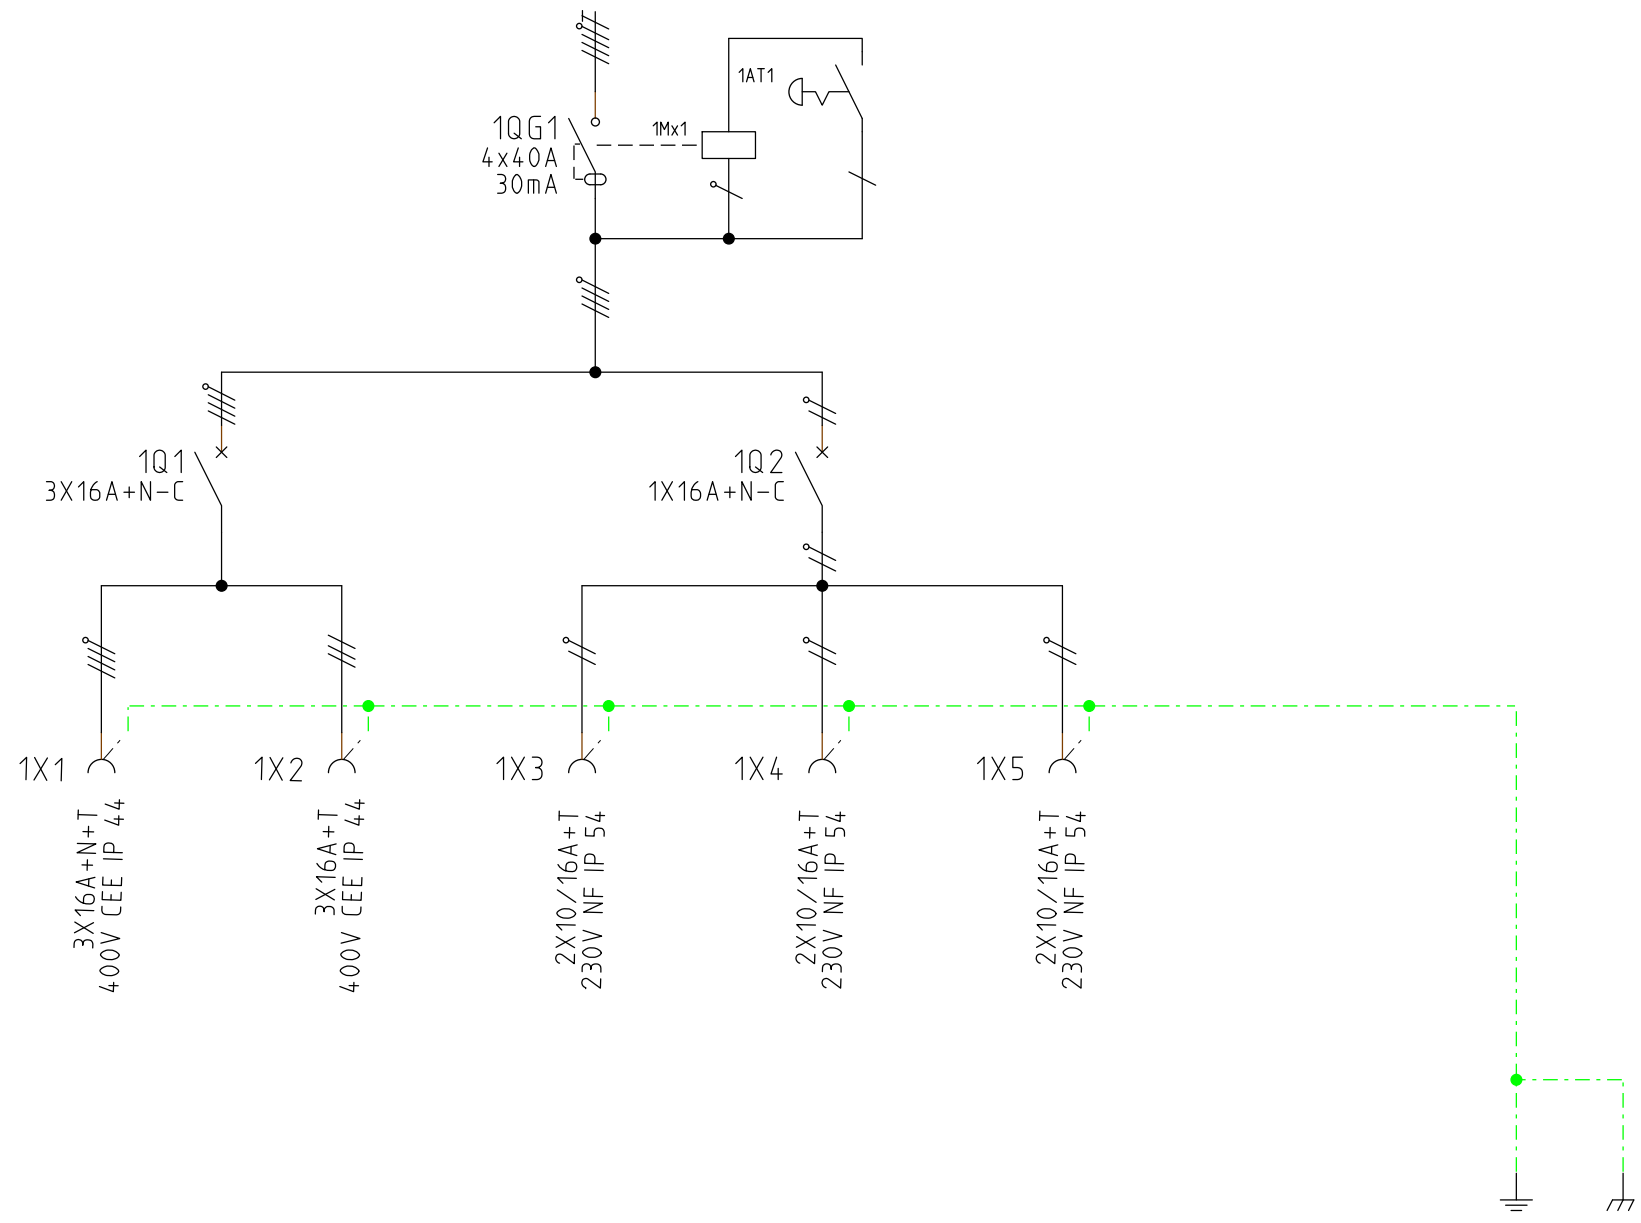 1AT1
1QG1
4x40A
30mA
1Mx1
1Q1
3X16A+N-C
1Q2
1X16A+N-C
1X1
3X16A+N+T
400V CEE IP 44
1X2
3X16A+T
400V CEE IP 44
1X3
2X10/16A+T
230V NF IP 54
1X4
2X10/16A+T
230V NF IP 54
1X5
2X10/16A+T
230V NF IP 54